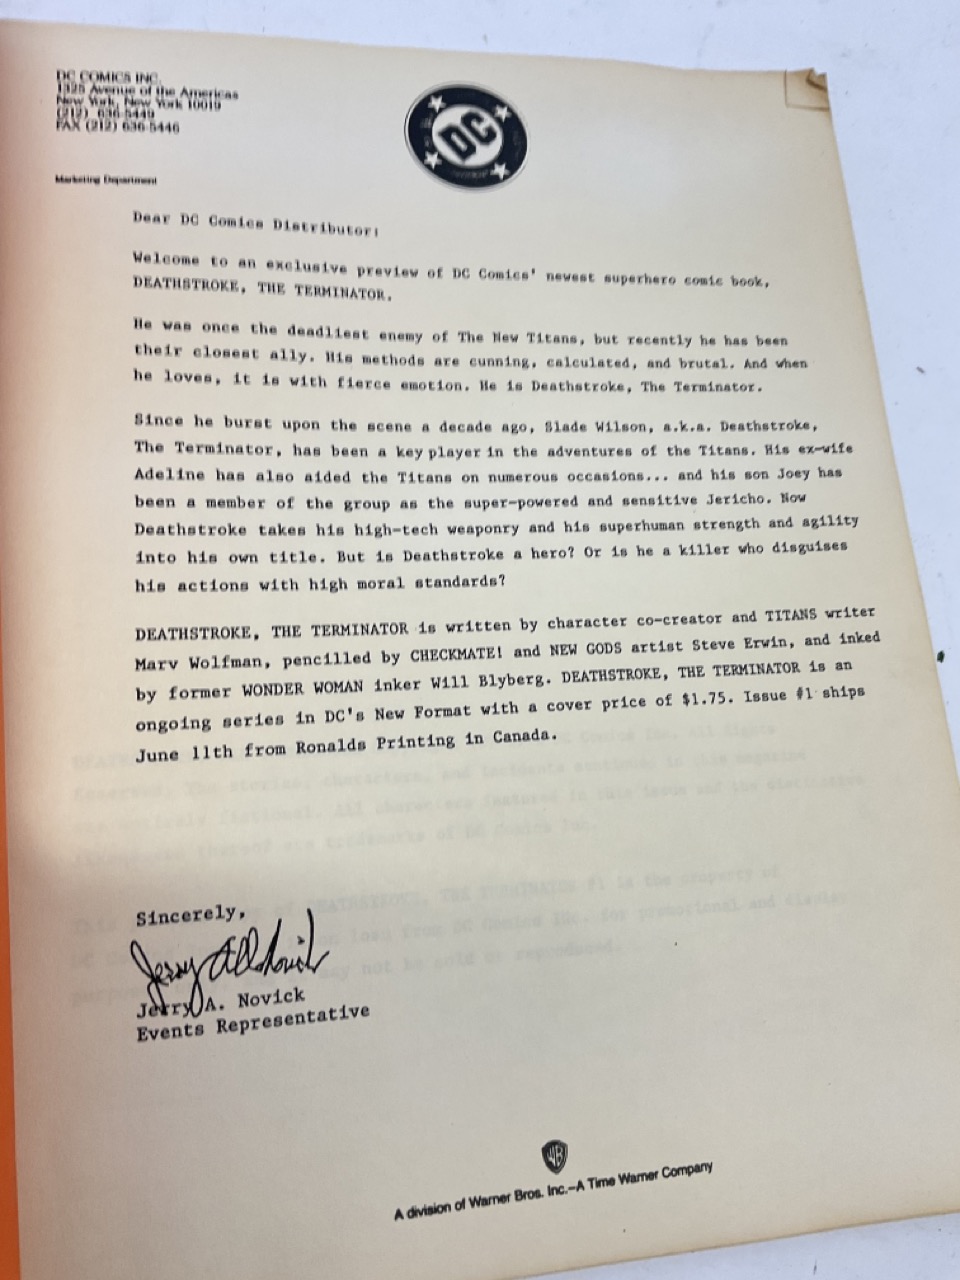 DC COMICS INC.
1325 Avenue of the Americas
New York, New York 10019
(212) 636-5449
FAX (212) 636-5446
DC
Marketing Department
Dear DC Comics Distributor:
Welcome to an exclusive preview of DC Comics' newest superhero comic book,
DEATHSTROKE, THE TERMINATOR.
He was once the deadliest enemy of The New Titans, but recently he has been
their closest ally. His methods are cunning, calculated, and brutal. And when
he loves, it is with fierce emotion. He is Deathstroke, The Terminator.
Since he burst upon the scene a decade ago, Slade Wilson, a.k.a. Deathstroke,
The Terminator, has been a key player in the adventures of the Titans. His ex-wife
Adeline has also aided the Titans on numerous occasions... and his son Joey has
been a member of the group as the super-powered and sensitive Jericho. Now
Deathstroke takes his high-tech weaponry and his superhuman strength and agility
into his own title. But is Deathstroke a hero? Or is he a killer who disguises
his actions with high moral standards?
DEATHSTROKE, THE TERMINATOR is written by character co-creator and TITANS writer
Marv Wolfman, pencilled by CHECKMATE! and NEW GODS artist Steve Erwin, and inked
by former WONDER WOMAN inker Will Blyberg. DEATHSTROKE, THE TERMINATOR is an
ongoing series in DC's New Format with a cover price of $1.75. Issue #1 ships
June 11th from Ronalds Printing in Canada.
Sincerely,
Jerry A. Novick
Jerry A. Novick
Events Representative
WB
A division of Warner Bros. Inc.–A Time Warner Company